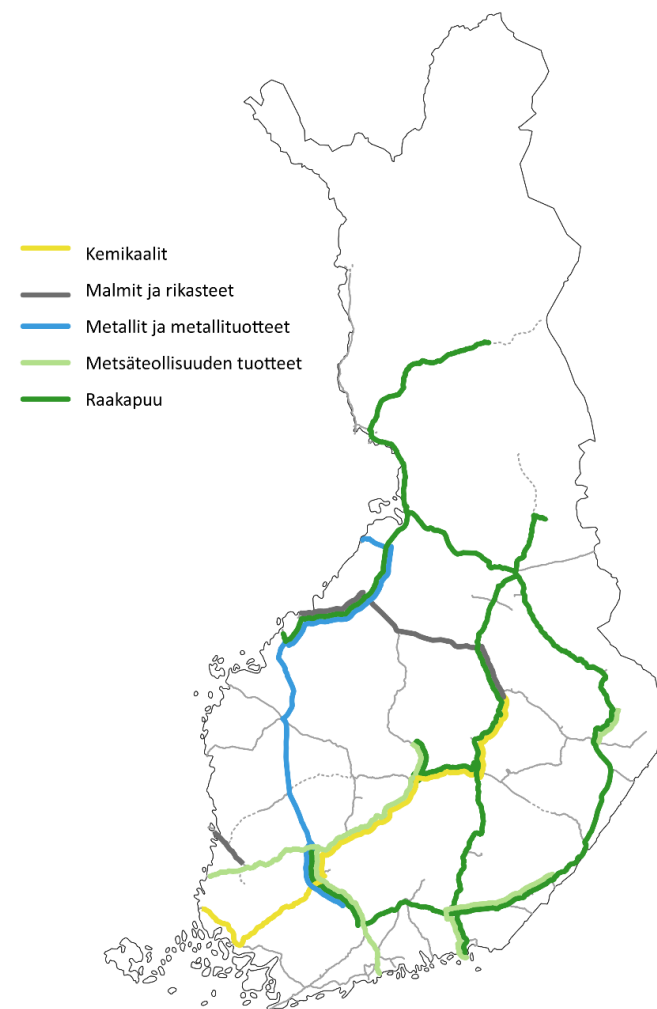 Kemikaalit
Malmit ja rikasteet
Metallit ja metallituotteet
Metsäteollisuuden tuotteet
Raakapuu